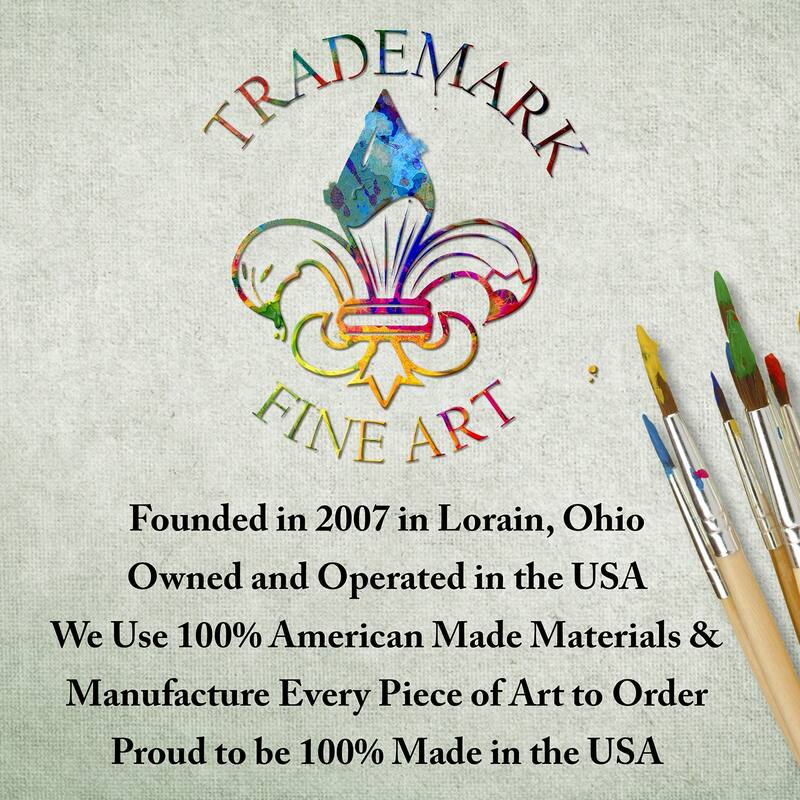 TRADEMARK
FINE ART
Founded in 2007 in Lorain, Ohio
Owned and Operated in the USA
We Use 100% American Made Materials &
Manufacture Every Piece of Art to Order
Proud to be 100% Made in the USA